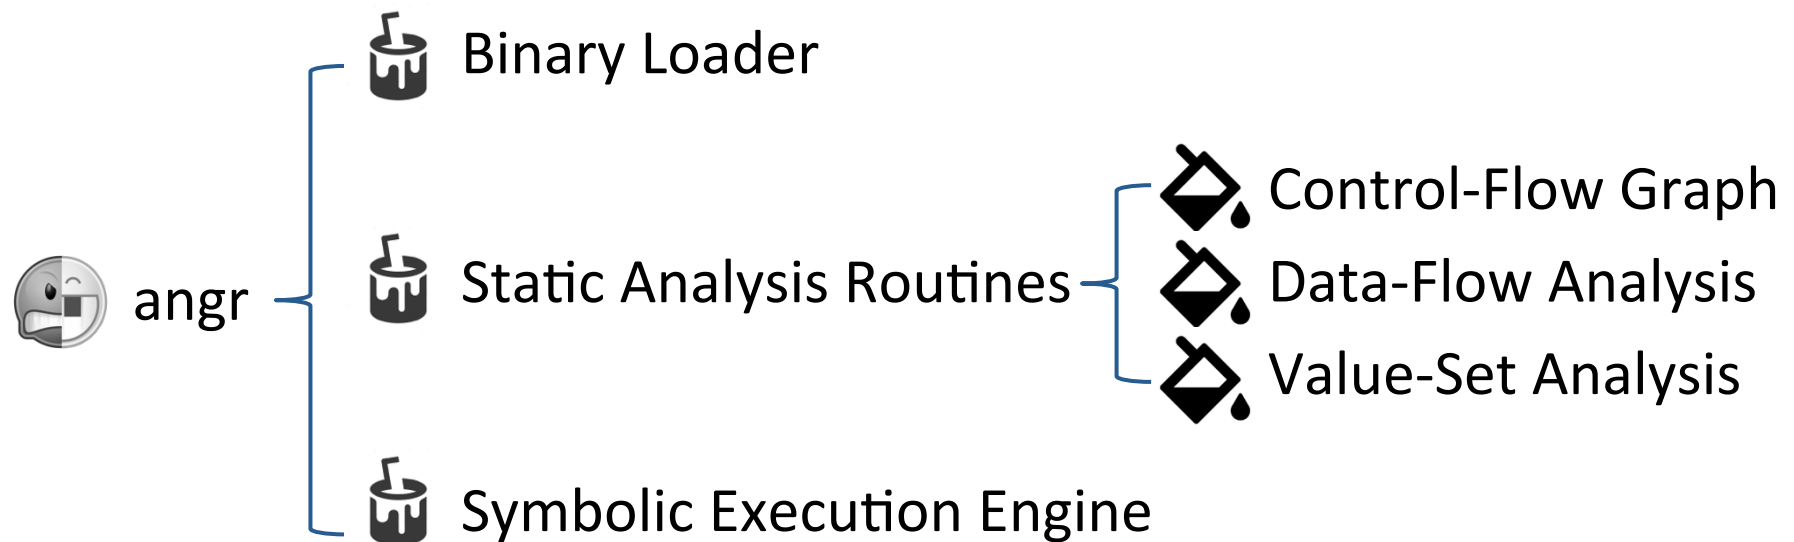 Binary Loader
angr
Static Analysis Routines
Control-Flow Graph
Data-Flow Analysis
Value-Set Analysis
Symbolic Execution Engine